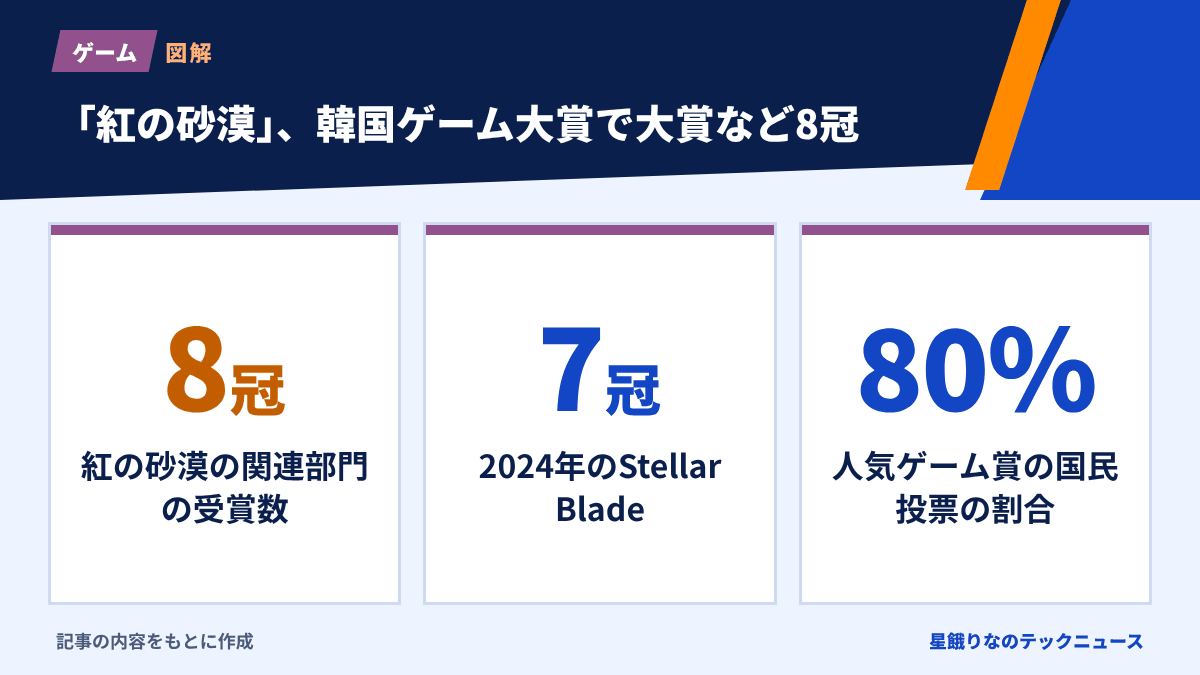 ゲーム 図解
「紅の砂漠」、韓国ゲーム大賞で大賞など8冠
8冠
紅の砂漠の関連部門
の受賞数
7冠
2024年のStellar
Blade
80%
人気ゲーム賞の国民
投票の割合
記事の内容をもとに作成
星餓りなのテックニュース